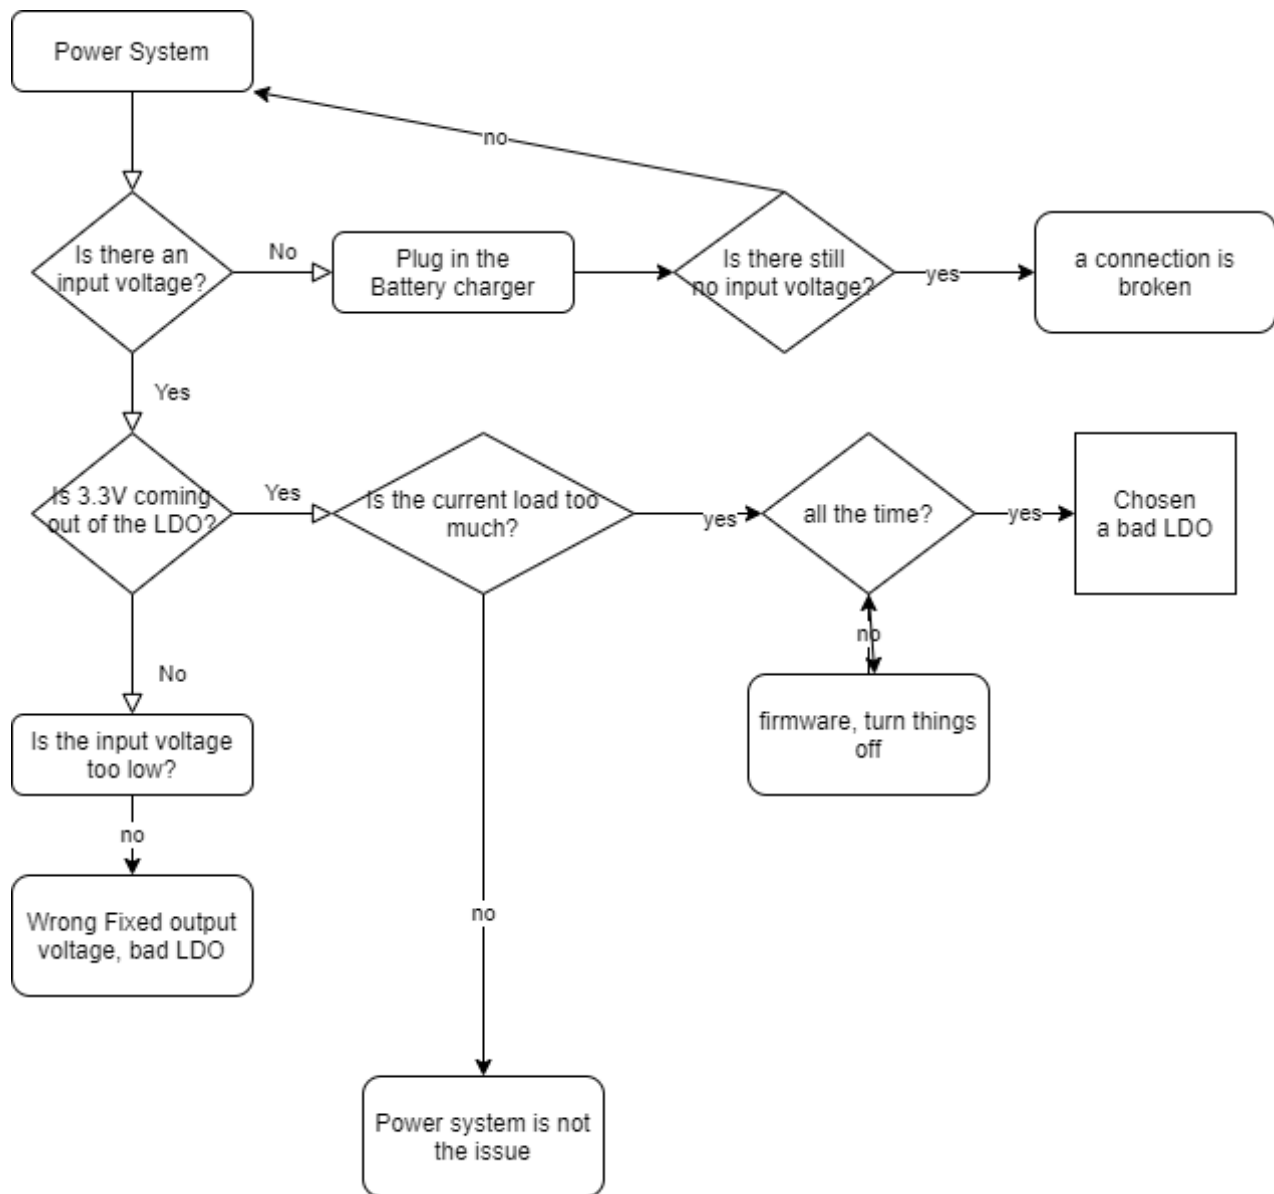 Power System
no
Is there an
input voltage?
No
Plug in the
Battery charger
Is there still
no input voltage?
yes
a connection is
broken
Yes
Is 3.3V coming
out of the LDO?
Yes
Is the current load too
much?
yes
all the time?
yes
Chosen
a bad LDO
no
firmware, turn things
off
No
Is the input voltage
too low?
no
Wrong Fixed output
voltage, bad LDO
no
Power system is not
the issue